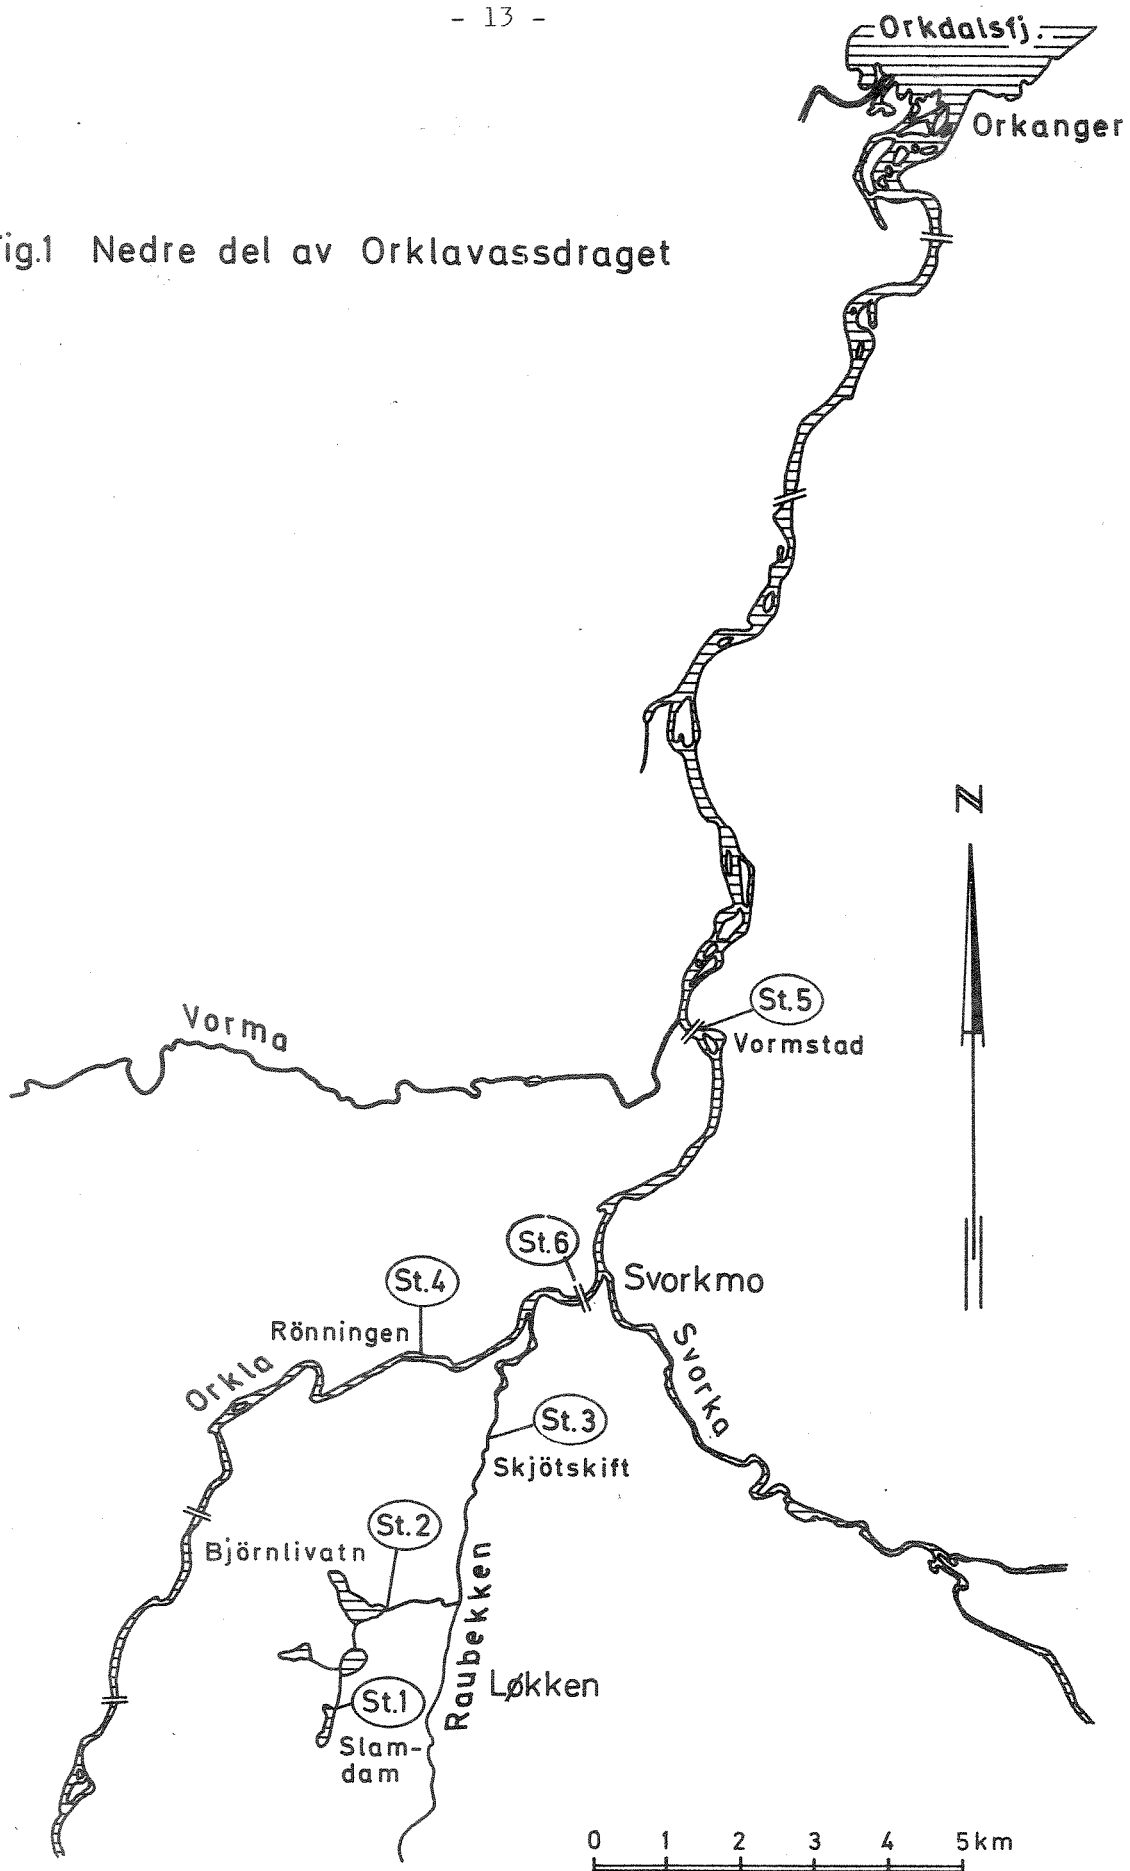 - 13 -
Orkdalsfj.
Orkanger
ig.1 Nedre del av Orklavassdraget
N
St.5
Vorma
Vormstad
St.6
Svorkmo
St.4
Rönningen
Svorka
Orkla
St.3
Skjötskift
St.2
Björnlivatn
Raubekken
Løkken
St.1
Slam-
dam
0 1 2 3 4 5km